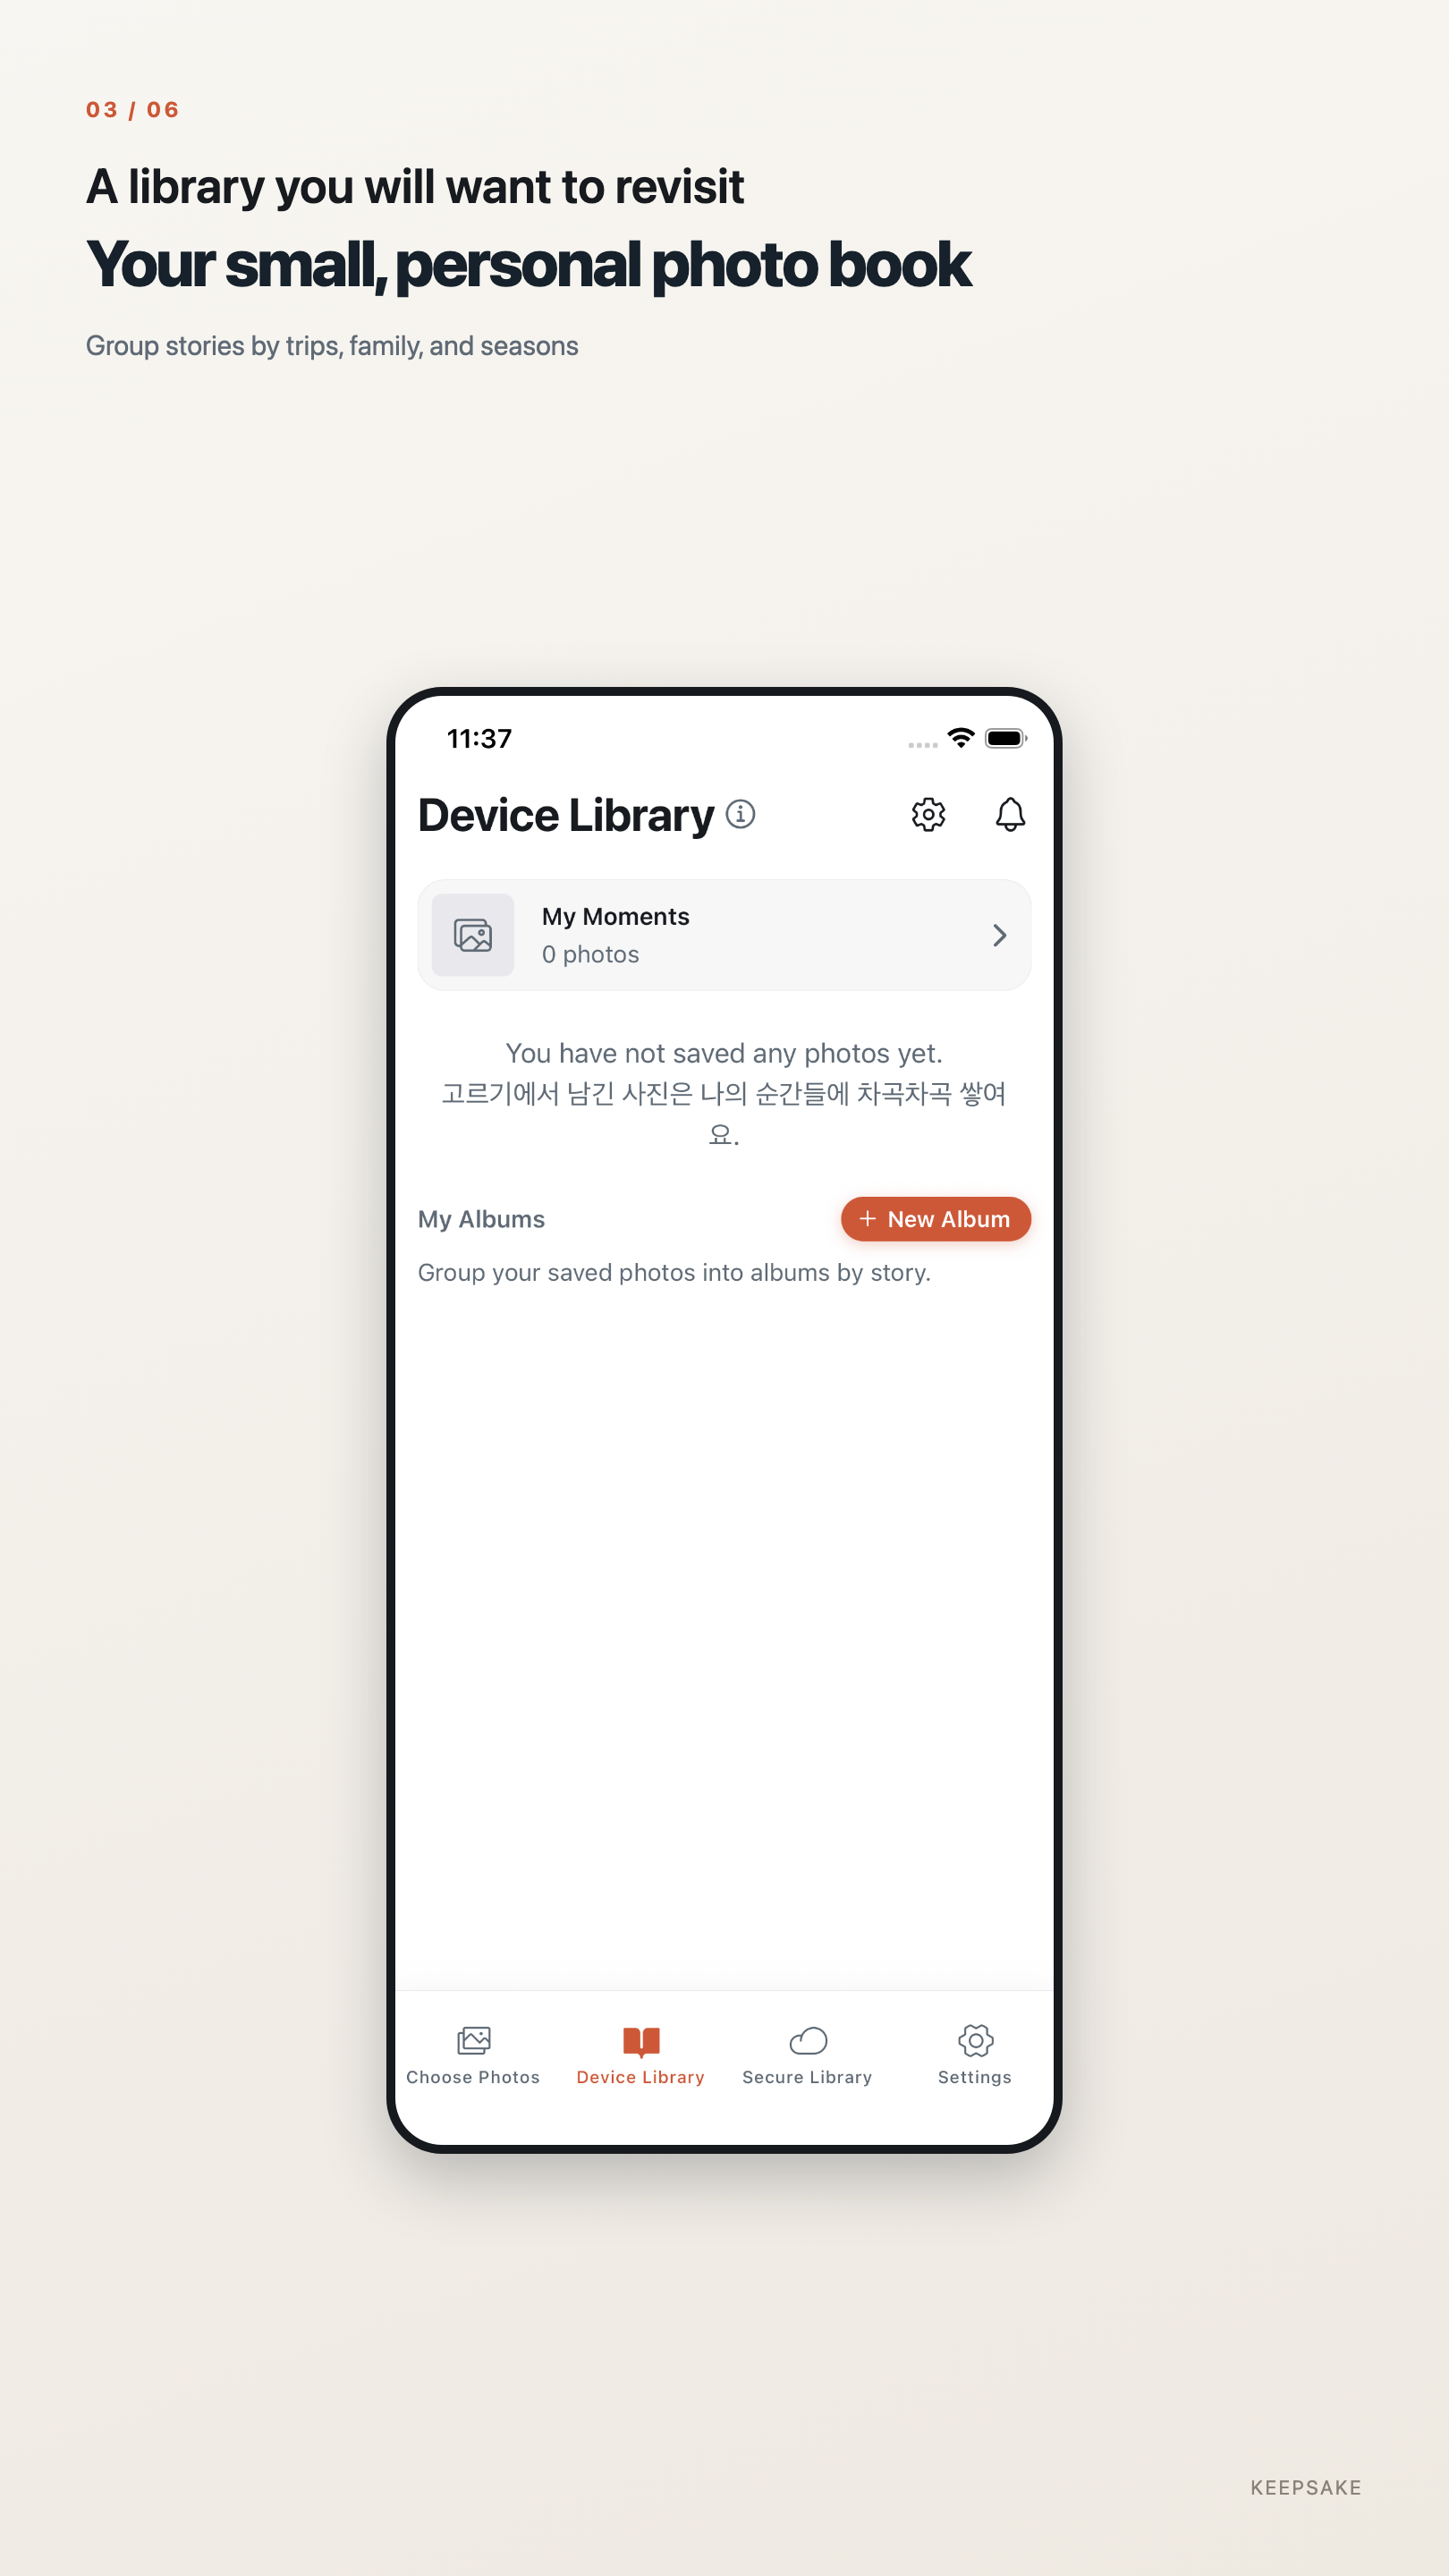 03 / 06
A library you will want to revisit
Your small, personal photo book
Group stories by trips, family, and seasons
11:37
Device Library
My Moments
0 photos
You have not saved any photos yet.
고르기에서 남긴 사진은 나의 순간들에 차곡차곡 쌓여
요.
My Albums
+ New Album
Group your saved photos into albums by story.
Choose Photos
Device Library
Secure Library
Settings
KEEPSAKE